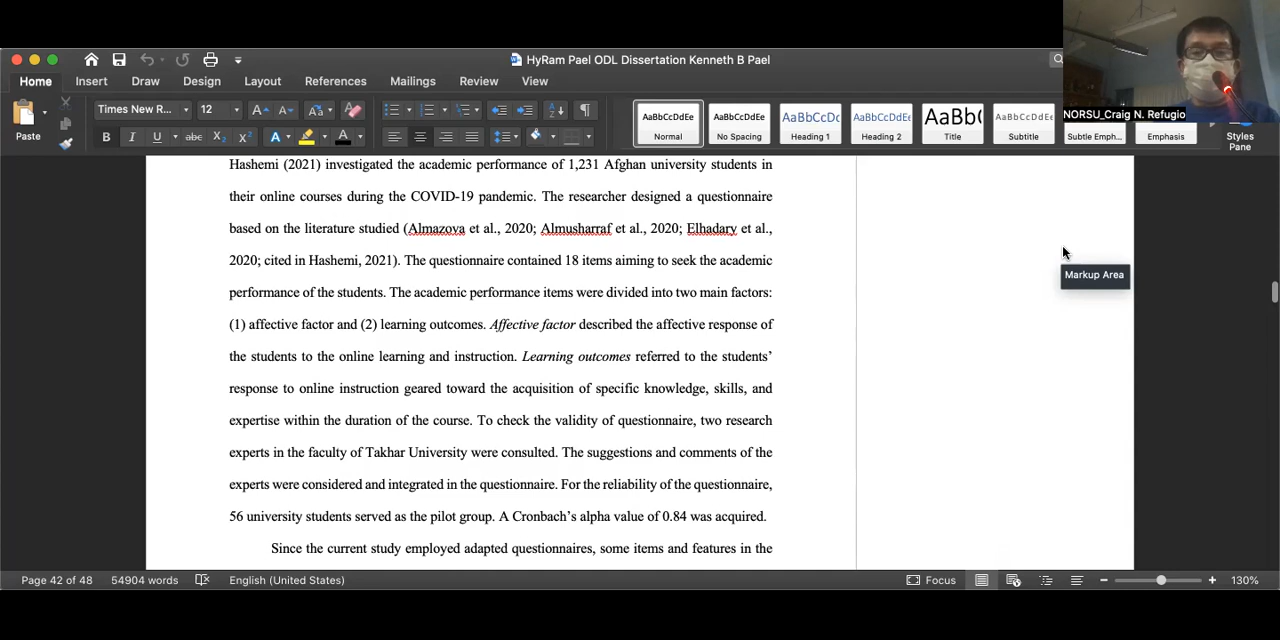 HyRam Pael ODL Dissertation Kenneth B Pael
Home Insert Draw Design Layout References Mailings Review View
Paste
Times New R... 12
AaBbCcDdEe
Normal
AaBbCcDdEe
No Spacing
AaBbCcDc
Heading 1
AaBbCcDdEe
Heading 2
AaBb(
Title
AaBbCcDdEe
Subtitle
Subtle Emph...
Emphasis
Styles
Pane
NORSU_Craig N. Refugio
Hashemi (2021) investigated the academic performance of 1,231 Afghan university students in
their online courses during the COVID-19 pandemic. The researcher designed a questionnaire
based on the literature studied (Almazova et al., 2020; Almusharraf et al., 2020; Elhadary et al.,
2020; cited in Hashemi, 2021). The questionnaire contained 18 items aiming to seek the academic
performance of the students. The academic performance items were divided into two main factors:
(1) affective factor and (2) learning outcomes. Affective factor described the affective response of
the students to the online learning and instruction. Learning outcomes referred to the students'
response to online instruction geared toward the acquisition of specific knowledge, skills, and
expertise within the duration of the course. To check the validity of questionnaire, two research
experts in the faculty of Takhar University were consulted. The suggestions and comments of the
experts were considered and integrated in the questionnaire. For the reliability of the questionnaire,
56 university students served as the pilot group. A Cronbach's alpha value of 0.84 was acquired.
Since the current study employed adapted questionnaires, some items and features in the
Markup Area
Page 42 of 48 54904 words English (United States) Focus 130%